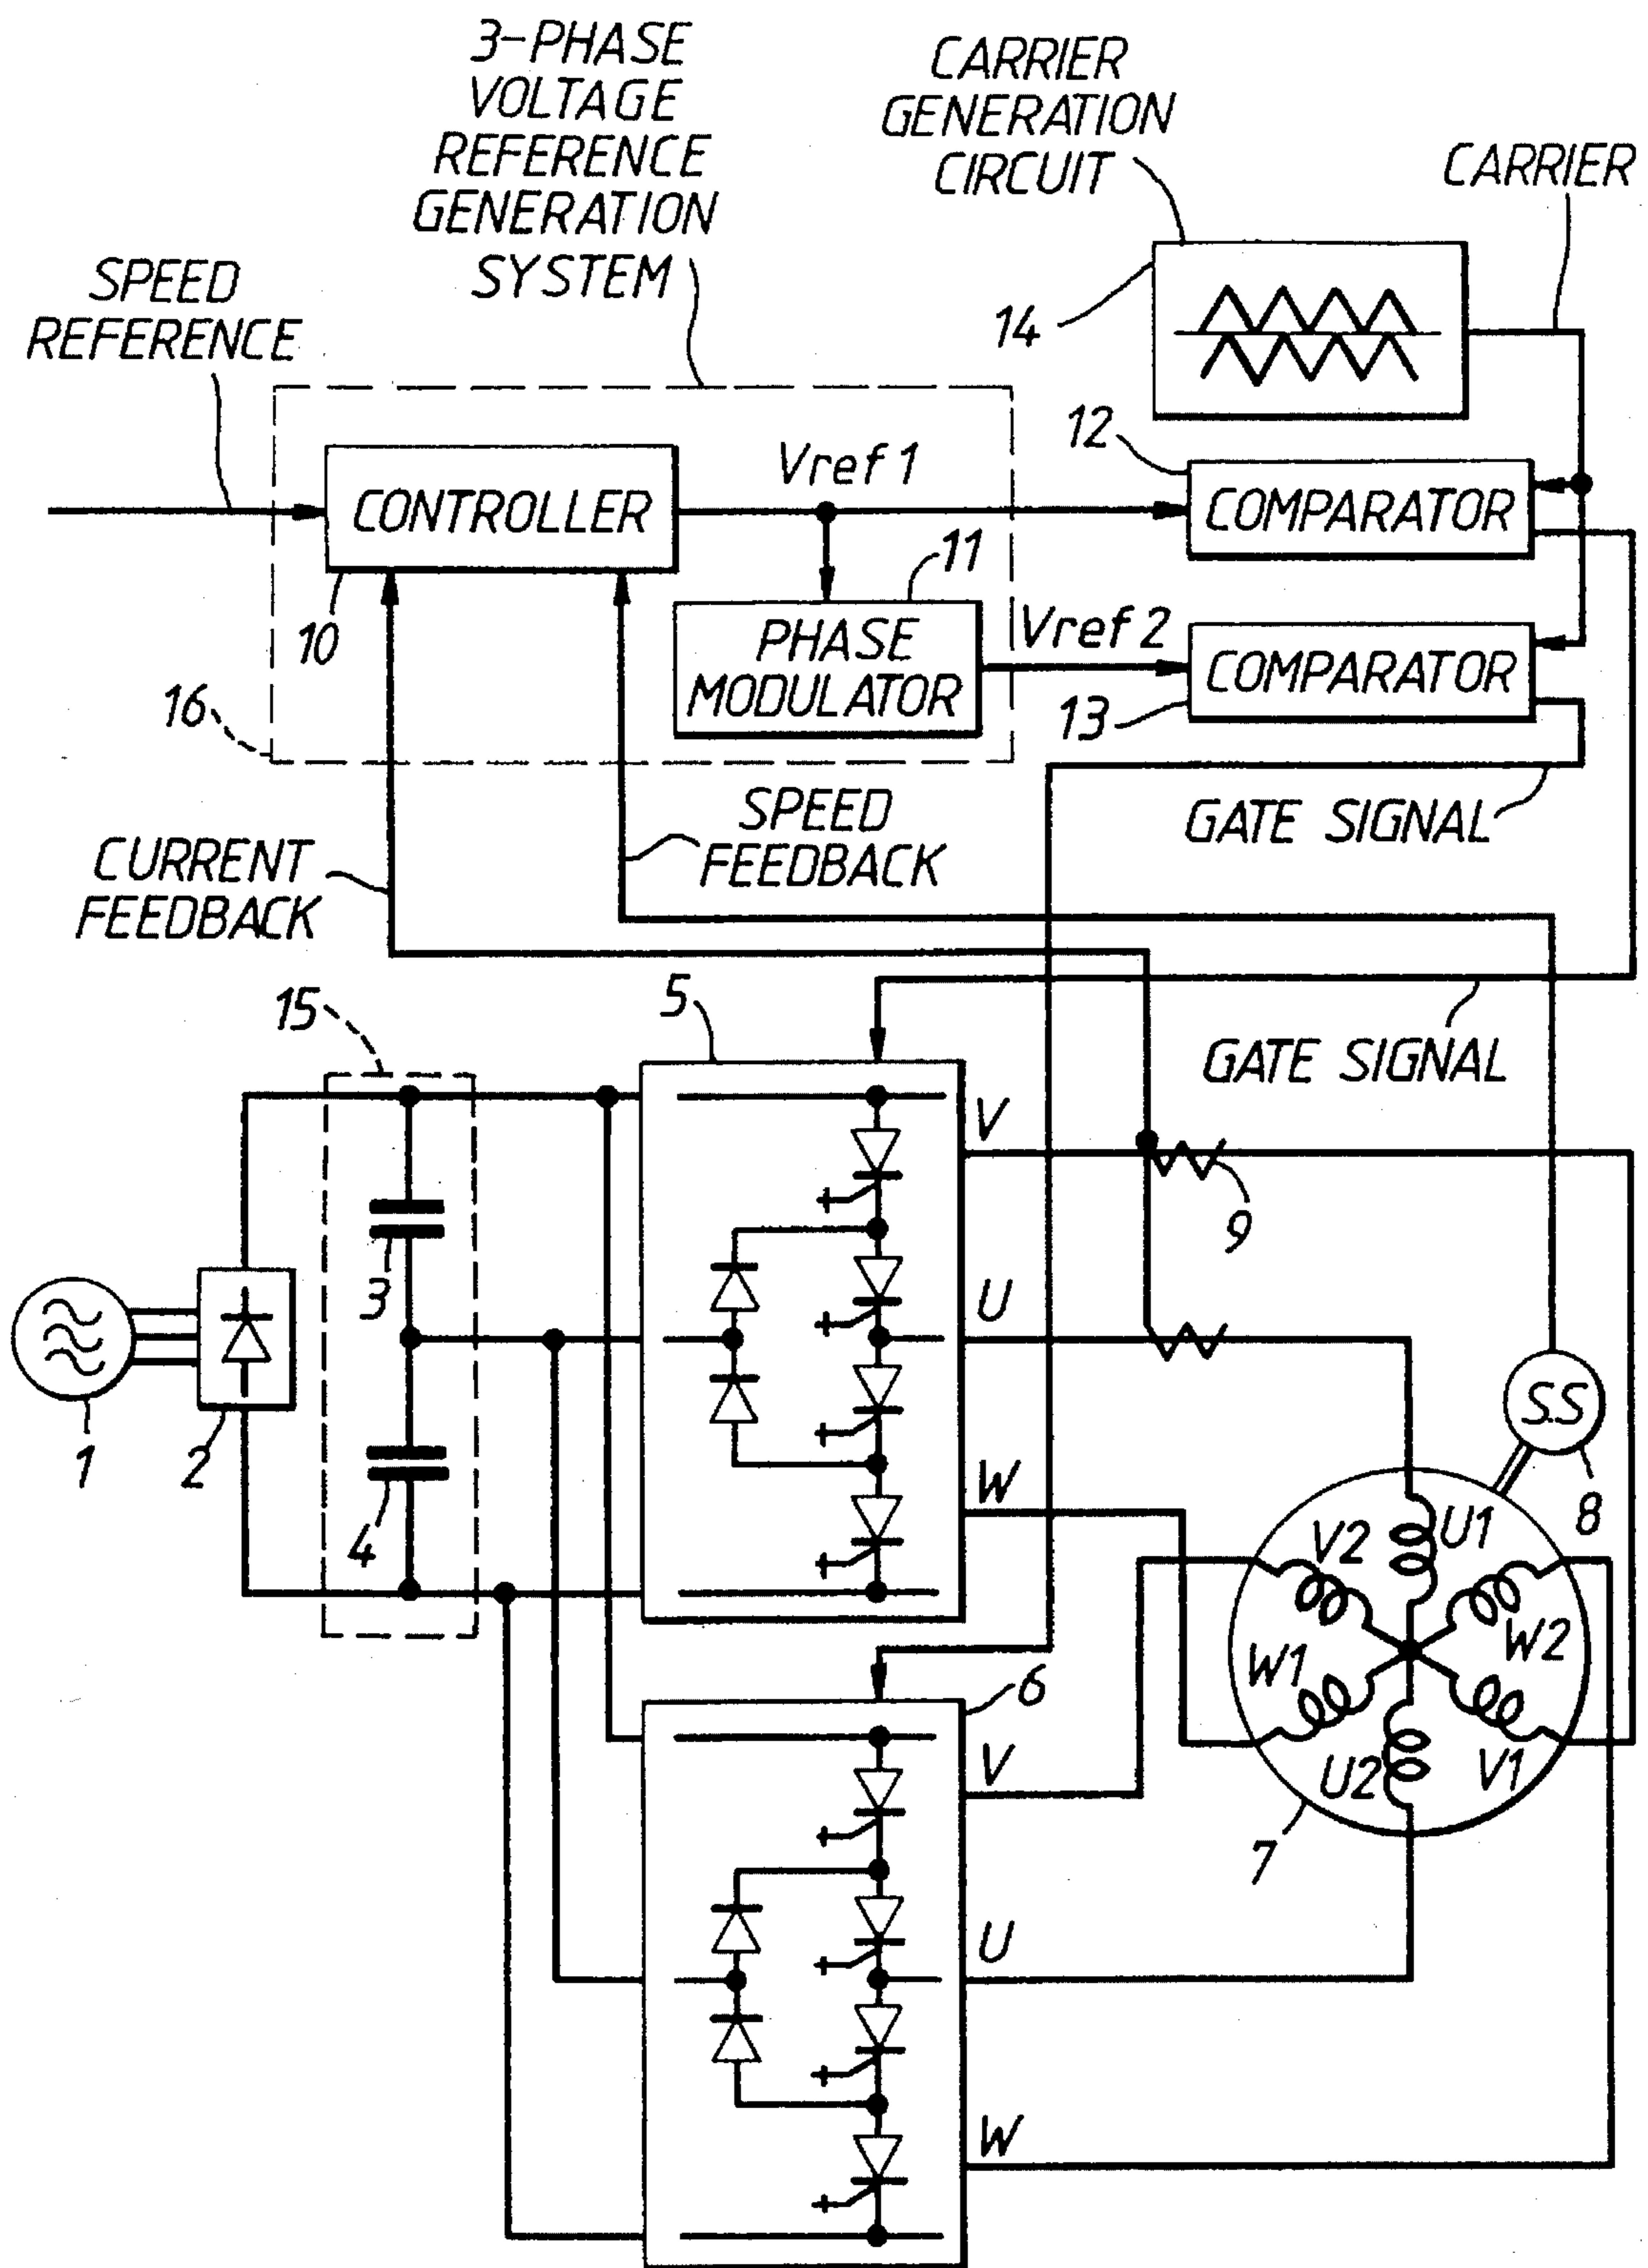 3-PHASE
VOLTAGE
REFERENCE
GENERATION
SYSTEM
CARRIER
GENERATION
CIRCUIT
CARRIER
SPEED
REFERENCE
14
12
CONTROLLER
Vref 1
COMPARATOR
10
11
PHASE
MODULATOR
Vref 2
COMPARATOR
13
16
SPEED
FEEDBACK
GATE SIGNAL
CURRENT
FEEDBACK
15
5
GATE SIGNAL
V
9
3
U
1
2
S.S
8
4
W
V2
U1
W1
W2
U2
V1
6
V
7
U
W